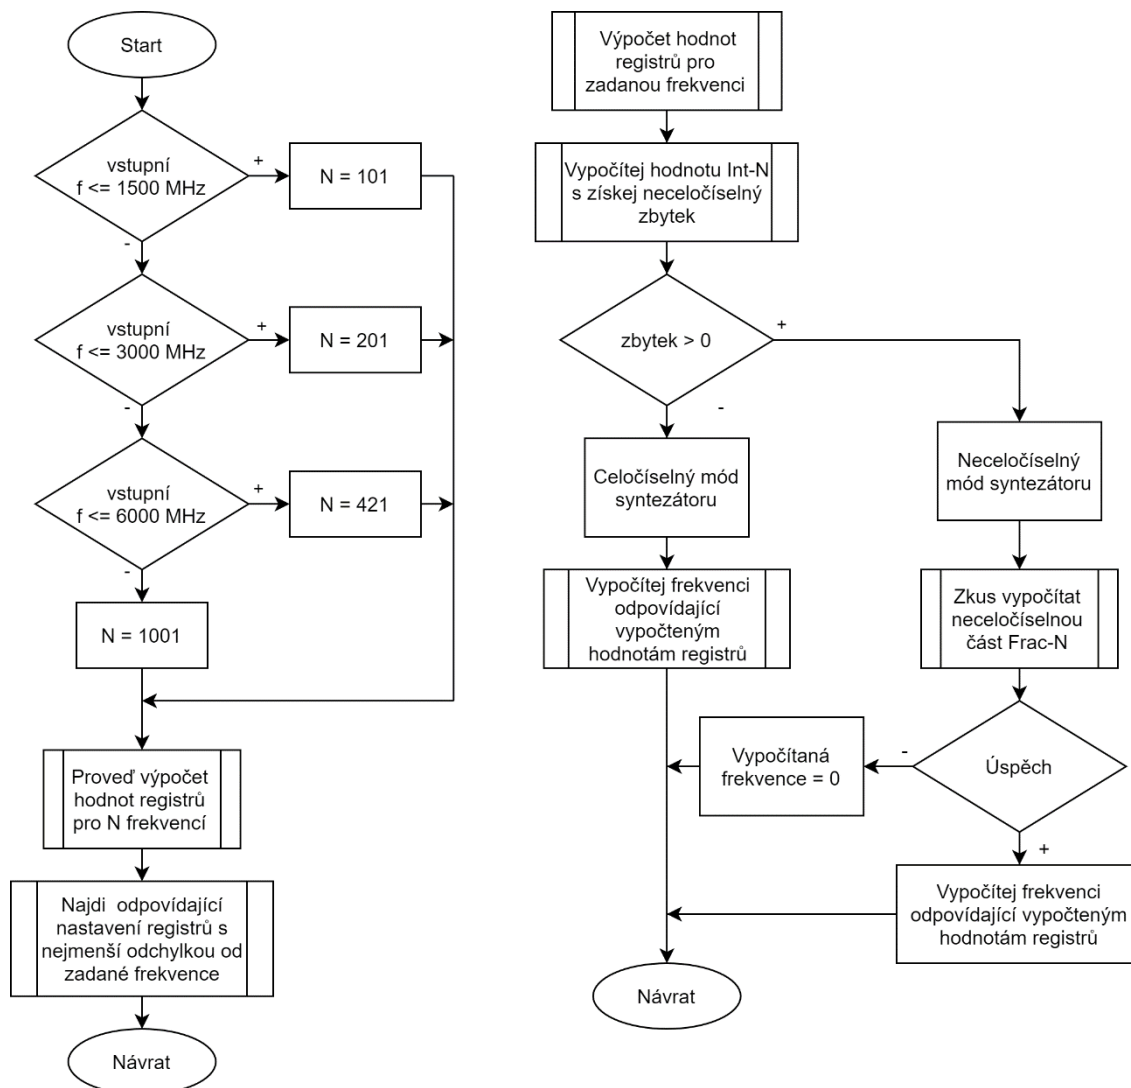 Start
vstupní
f <= 1500 MHz
+
N = 101
-
vstupní
f <= 3000 MHz
+
N = 201
-
vstupní
f <= 6000 MHz
+
N = 421
-
N = 1001
Proveď výpočet
hodnot registrů
pro N frekvencí
Najdi odpovídající
nastavení registrů s
nejmenší odchylkou od
zadané frekvence
Návrat
Výpočet hodnot
registrů pro
zadanou frekvenci
Vypočítej hodnotu Int-N
s získej neceločíselný
zbytek
zbytek > 0
+
-
Celočíselný mód
syntezátoru
Neceločíselný
mód syntezátoru
Vypočítej frekvenci
odpovídající
vypočteným
hodnotám registrů
Zkus vypočítat
neceločíselnou
část Frac-N
Úspěch
-
Vypočítaná
frekvence = 0
+
Vypočítej frekvenci
odpovídající vypočteným
hodnotám registrů
Návrat